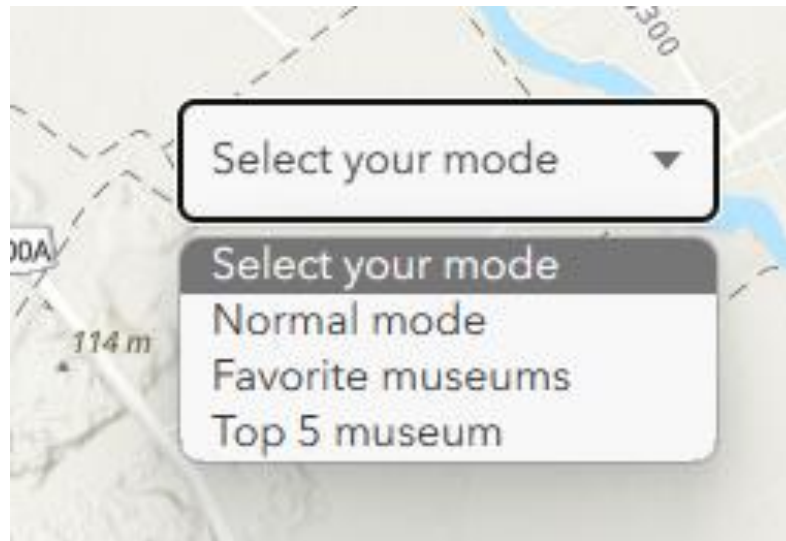 300
Select your mode
00A
Select your mode
Normal mode
114 m
Favorite museums
Top 5 museum